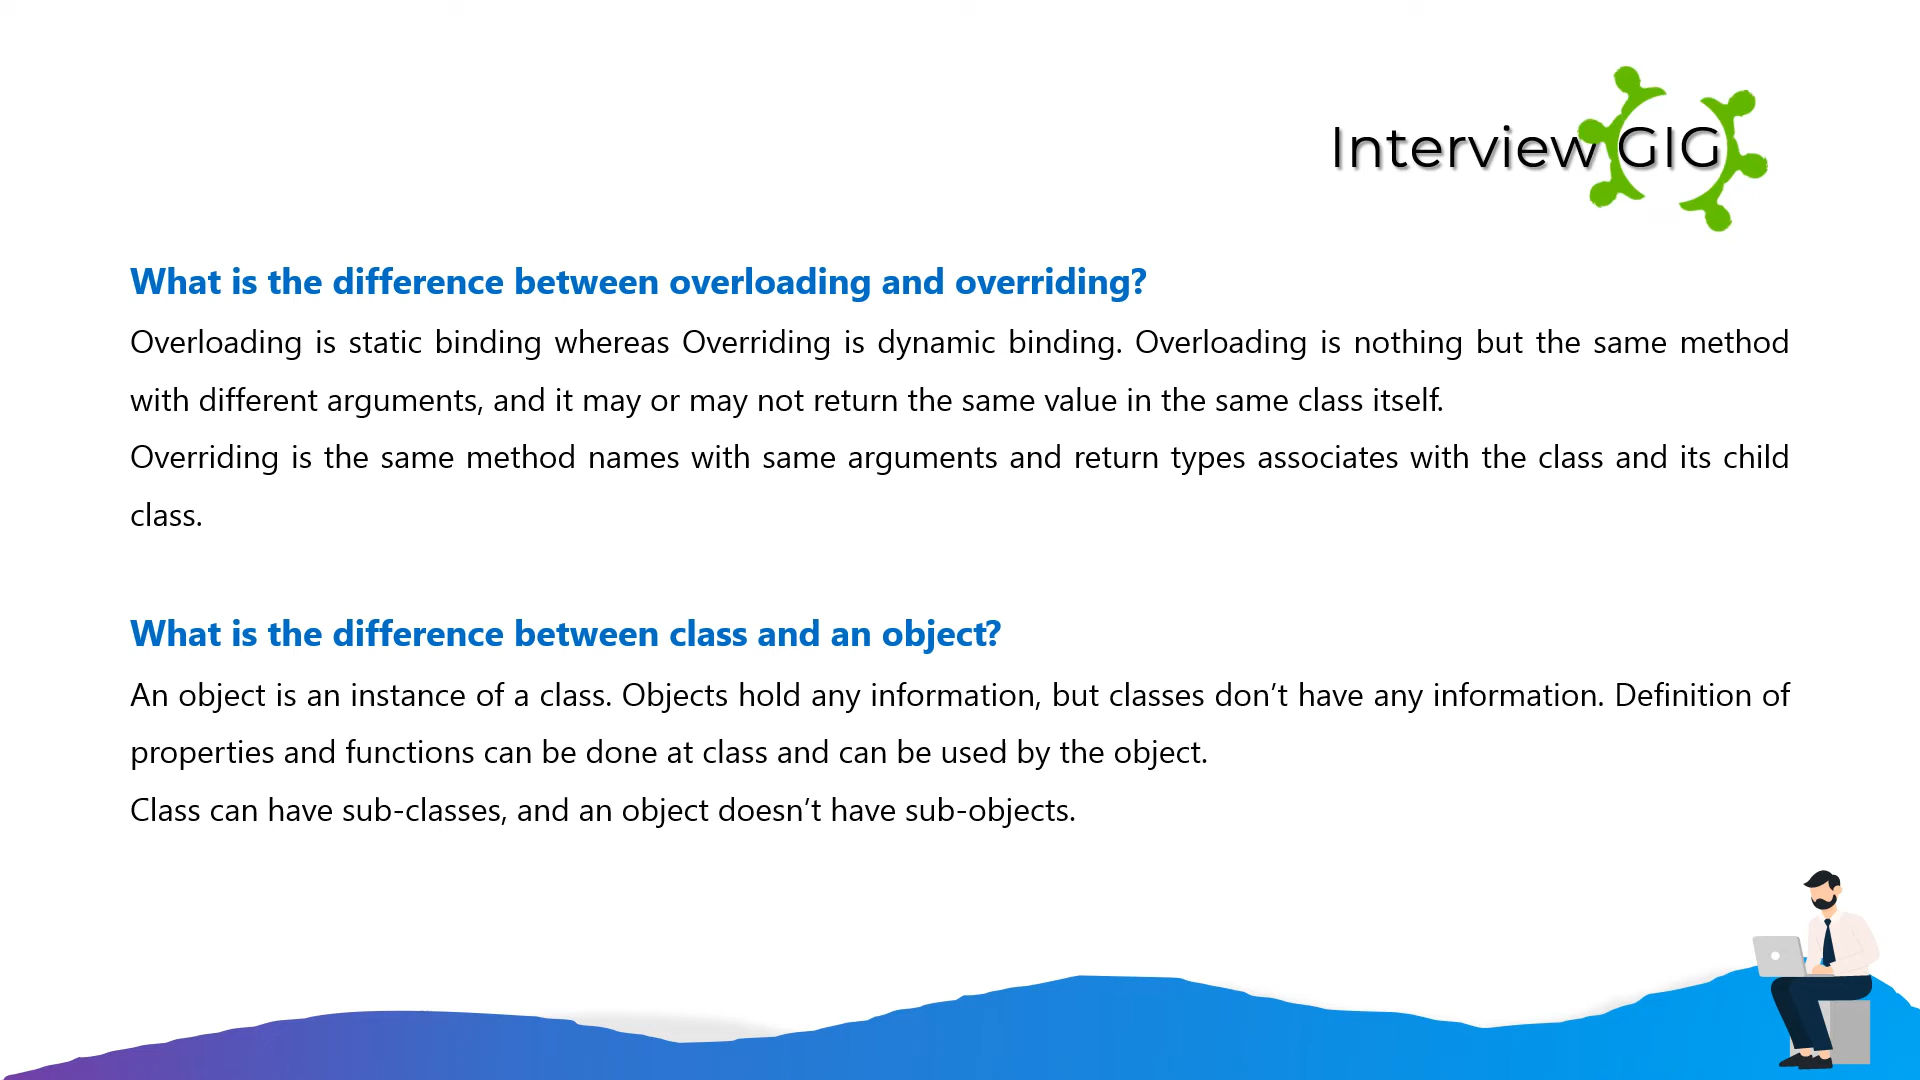 Interview GIG
What is the difference between overloading and overriding?
Overloading is static binding whereas Overriding is dynamic binding. Overloading is nothing but the same method
with different arguments, and it may or may not return the same value in the same class itself.
Overriding is the same method names with same arguments and return types associates with the class and its child
class.
What is the difference between class and an object?
An object is an instance of a class. Objects hold any information, but classes don’t have any information. Definition of
properties and functions can be done at class and can be used by the object.
Class can have sub-classes, and an object doesn’t have sub-objects.